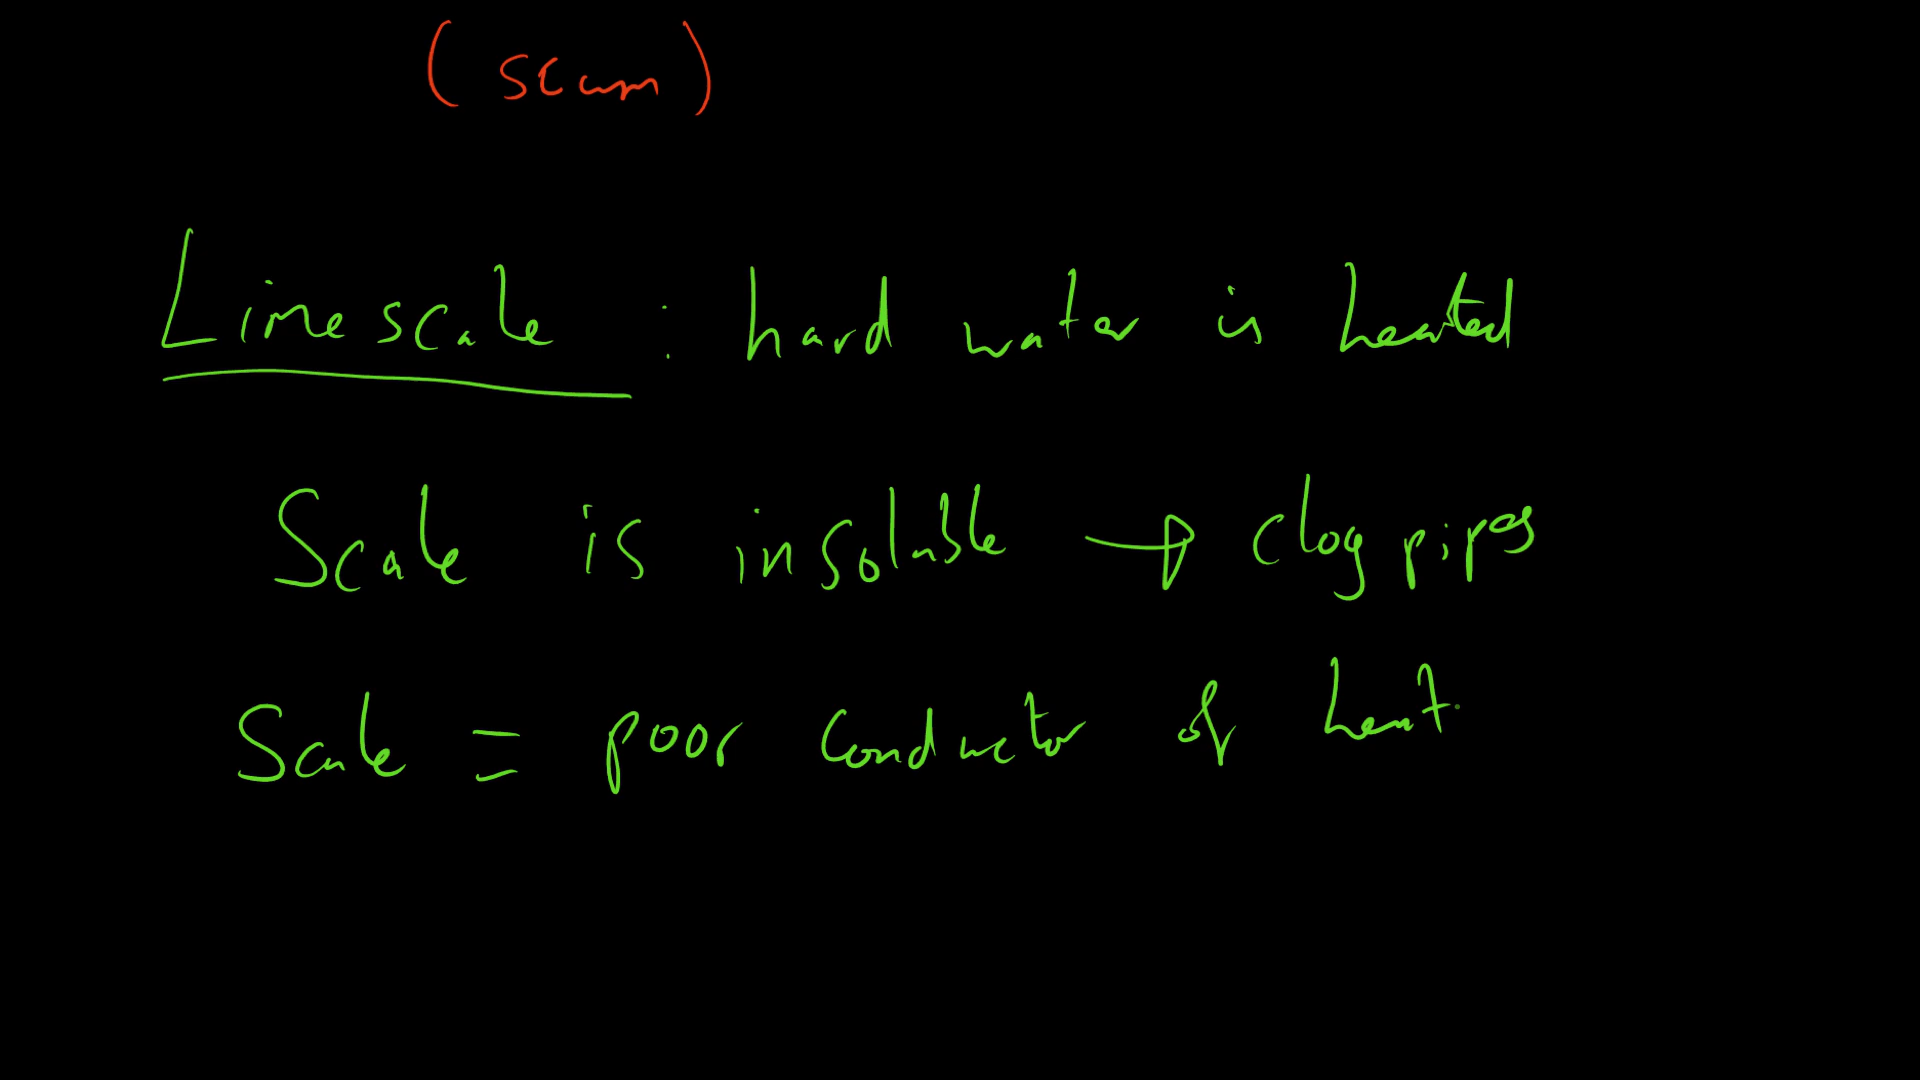 (scum)
Limescale : hard water is heated
Scale is insoluble → clog pipes
Scale = poor conductor of heat